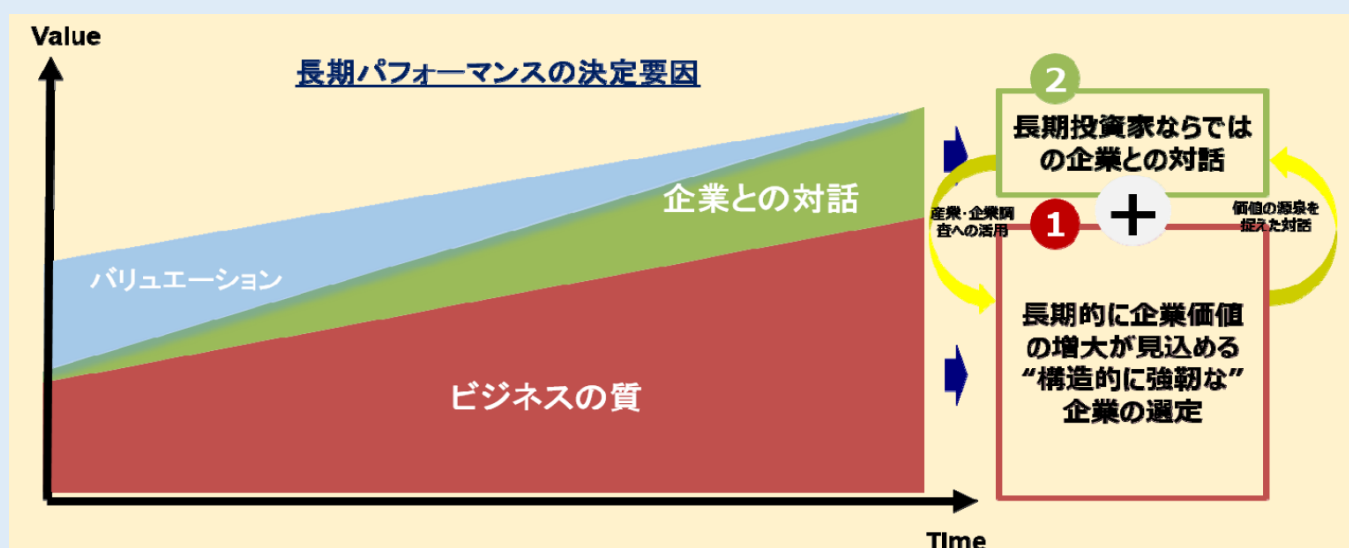 Value
長期パフォーマンスの決定要因
バリュエーション
企業との対話
ビジネスの質
Time
2
長期投資家ならでは
の企業との対話
産業・企業調
査への活用
+
価値の源泉を
捉えた対話
1
長期的に企業価値
の増大が見込める
“構造的に強靭な”
企業の選定